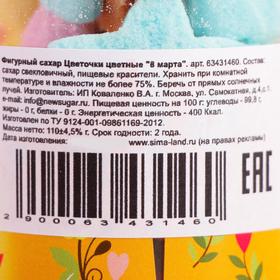 Фигурный сахар Цветочки цветные "8 марта". арт. 63431460. Состав:
сахар свекловичный, пищевые красители. Хранить при комнатной
температуре и влажности не более 75%. Беречь от прямых солнечных
лучей. Изготовитель: ИП Коваленко В.А. г. Москва, ул. Самокатная, д.4,с.1
e-mail - info@newsugar.ru. Пищевая ценность на 100 г: углеводы - 99,8 г.
жиры - 0 г, белки - 0 г. Энергетическая ценность - 400 Ккал.
Изготовлен по ТУ 9124-001-09861169-2012.
Масса нетто: 110±4,5% г. Срок годности: 2 года.
Дата изготовления: www.sima-land.ru (на правах рекламы)
EAC
2 900063 431460